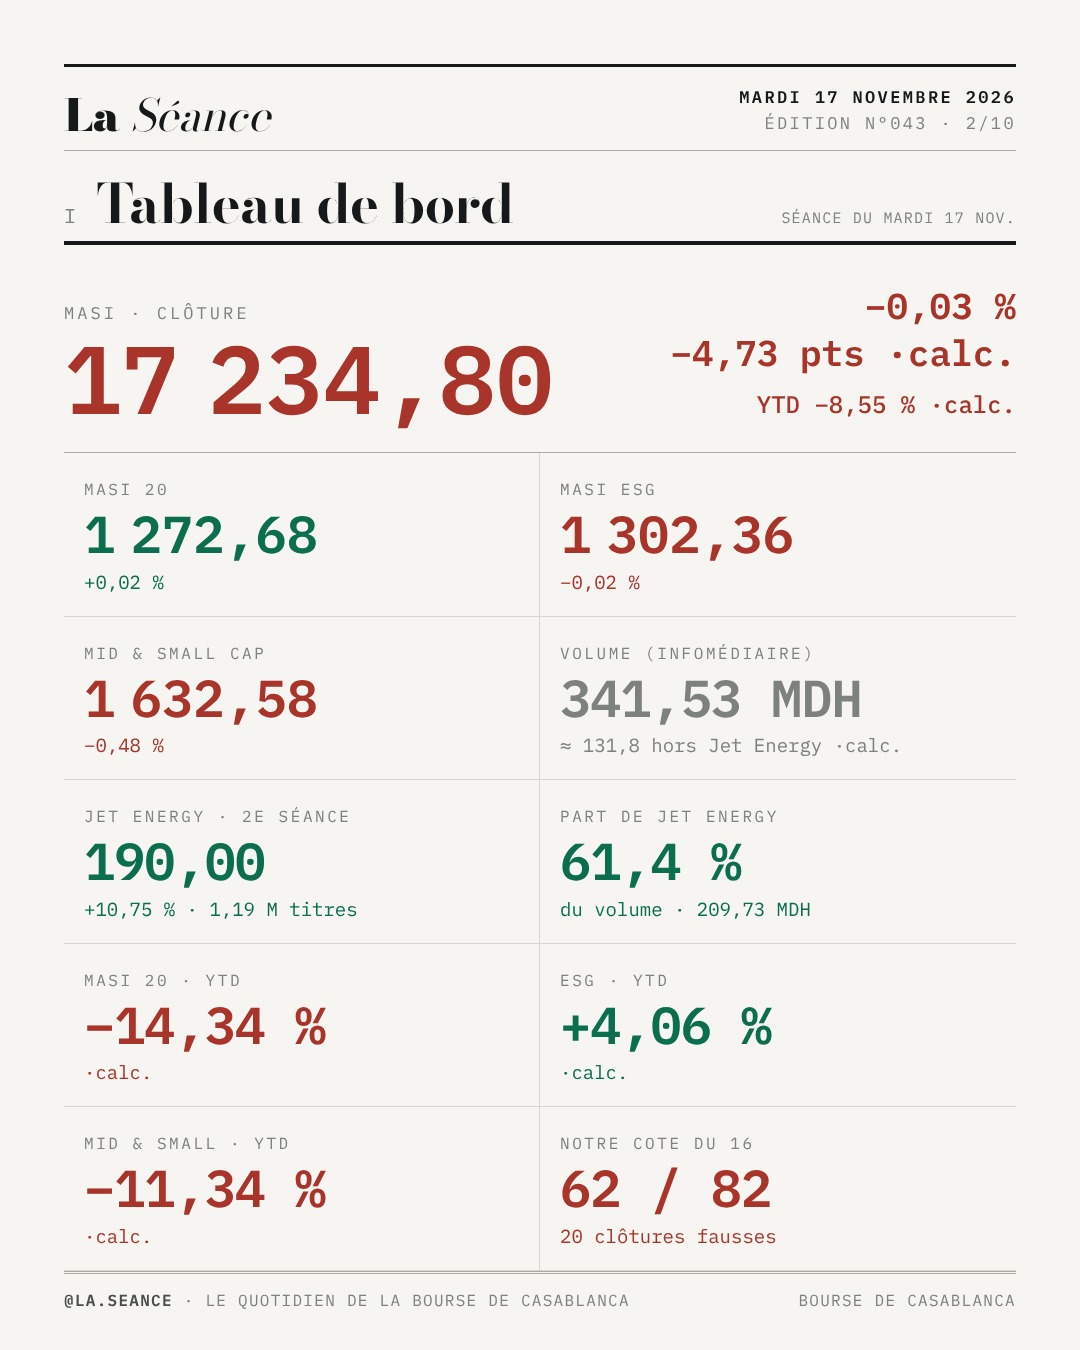 La Séance
MARDI 17 NOVEMBRE 2026
ÉDITION N°043 · 2/10
I Tableau de bord
SÉANCE DU MARDI 17 NOV.
MASI · CLÔTURE
17 234,80
−0,03 %
−4,73 pts ·calc.
YTD −8,55 % ·calc.
MASI 20
1 272,68
+0,02 %
MASI ESG
1 302,36
−0,02 %
MID & SMALL CAP
1 632,58
−0,48 %
VOLUME (INFOMÉDIAIRE)
341,53 MDH
≈ 131,8 hors Jet Energy ·calc.
JET ENERGY · 2E SÉANCE
190,00
+10,75 % · 1,19 M titres
PART DE JET ENERGY
61,4 %
du volume · 209,73 MDH
MASI 20 · YTD
−14,34 %
·calc.
ESG · YTD
+4,06 %
·calc.
MID & SMALL · YTD
−11,34 %
·calc.
NOTRE COTE DU 16
62 / 82
20 clôtures fausses
@LA.SEANCE · LE QUOTIDIEN DE LA BOURSE DE CASABLANCA
BOURSE DE CASABLANCA